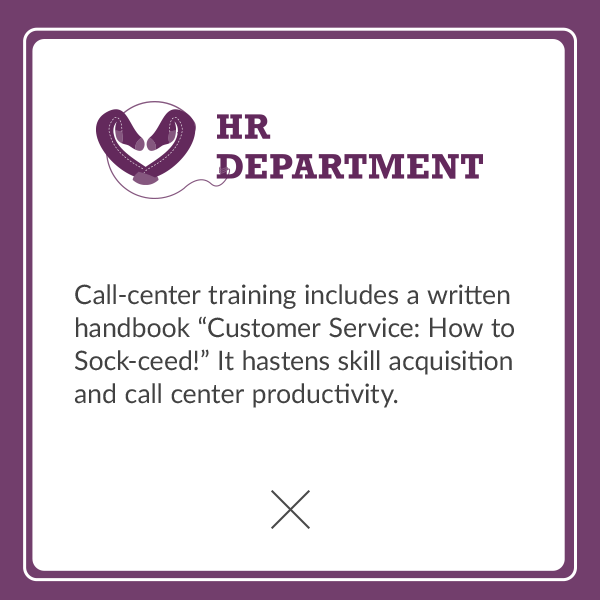 HR
DEPARTMENT
Call-center training includes a written
handbook “Customer Service: How to
Sock-ceed!” It hastens skill acquisition
and call center productivity.